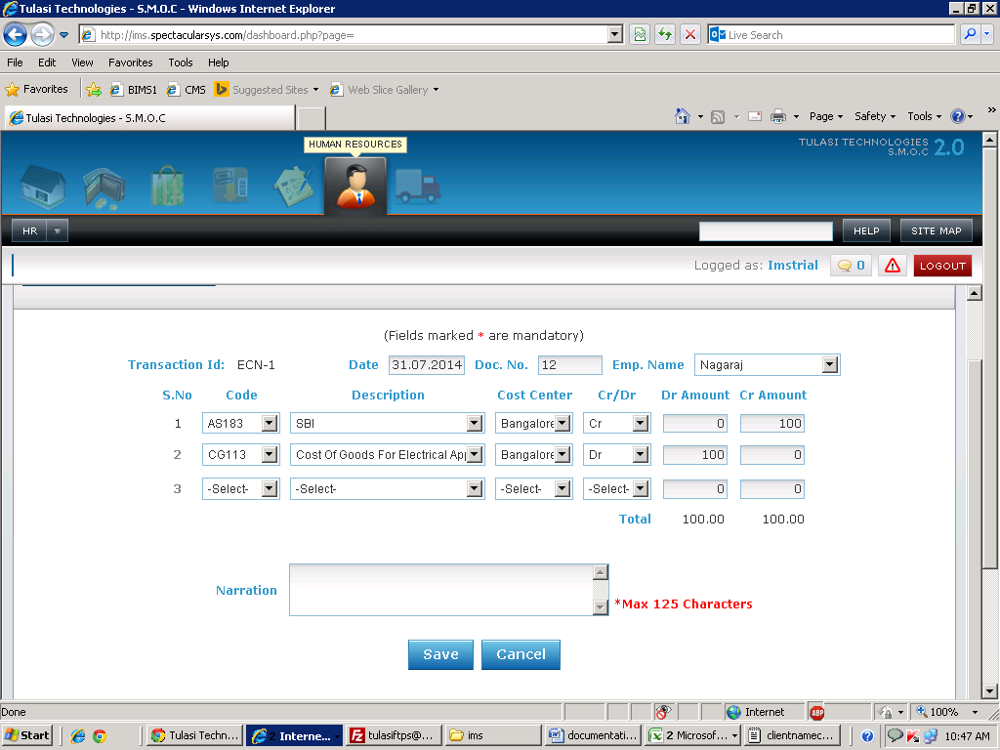 Tulasi Technologies - S.M.O.C - Windows Internet Explorer
http://ims.spectacularsys.com/dashboard.php?page=
Live Search
File Edit View Favorites Tools Help
Favorites BIMS1 CMS Suggested Sites Web Slice Gallery
Tulasi Technologies - S.M.O.C
Page Safety Tools »
HUMAN RESOURCES
TULASI TECHNOLOGIES
S.M.O.C 2.0
HR HELP SITE MAP
Logged as: Imstrial 0 LOGOUT
(Fields marked * are mandatory)
Transaction Id: ECN-1 Date 31.07.2014 Doc. No. 12 Emp. Name Nagaraj
S.No Code Description Cost Center Cr/Dr Dr Amount Cr Amount
1 AS183 SBI Bangalore Cr 0 100
2 CG113 Cost Of Goods For Electrical App Bangalore Dr 100 0
3 -Select- -Select- -Select- -Select- 0 0
Total 100.00 100.00
Narration
*Max 125 Characters
Save Cancel
Done Internet ABP 100%
Start Tulasi Techn... 2 Interne... tulasiftps@... ims documentati... 2 Microsof... clientnamec... 10:47 AM